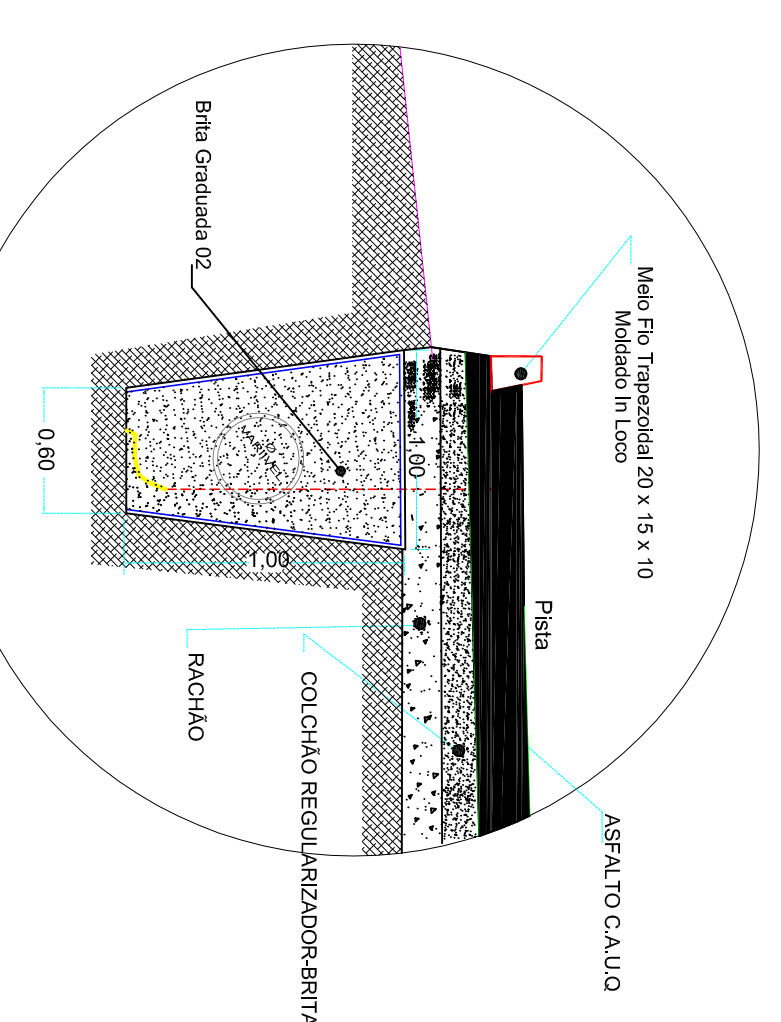 Meio Fio Trapezoidal 20 x 15 x 10
Moldado In Loco
Pista
ASFALTO C.A.U.Q
1,00
Brita Graduada 02
Ø
1,00
0,60
COLCHÃO REGULARIZADOR-BRITA
RACHÃO